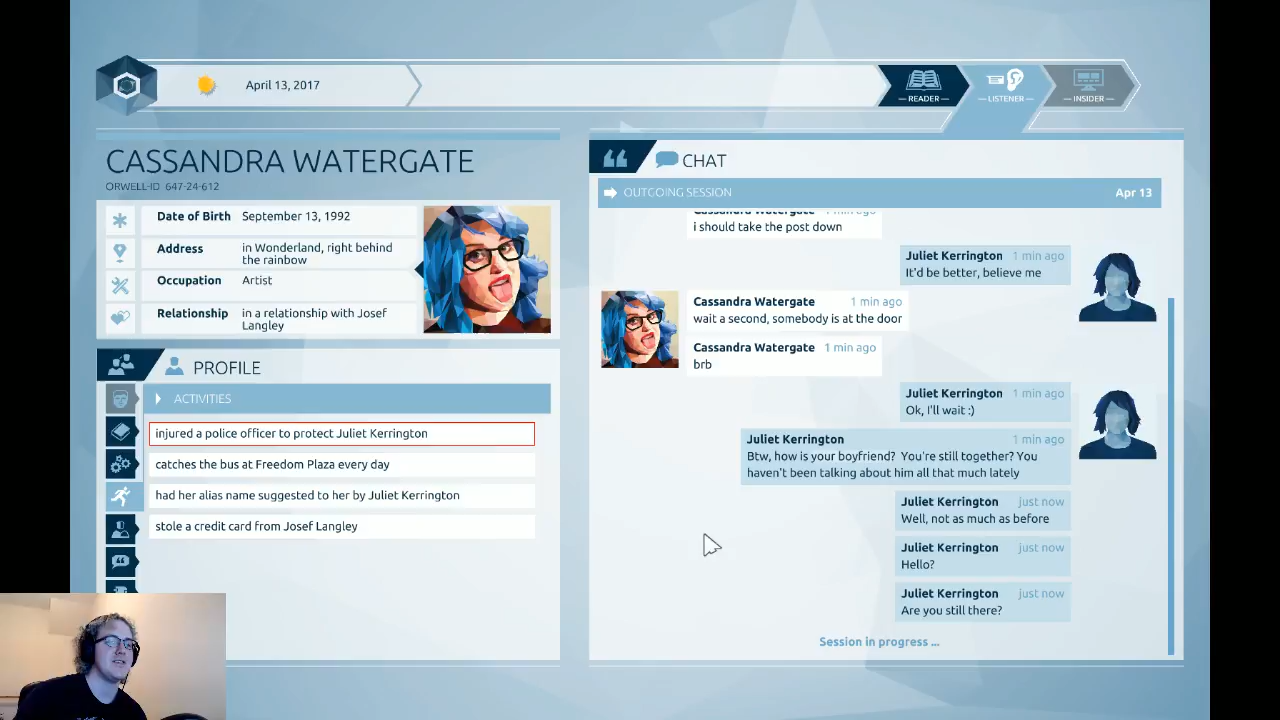 April 13, 2017
READER
LISTENER
INSIDER
CASSANDRA WATERGATE
ORWELL-ID 647-24-612
Date of Birth September 13, 1992
Address in Wonderland, right behind
the rainbow
Occupation Artist
Relationship in a relationship with Josef
Langley
PROFILE
ACTIVITIES
injured a police officer to protect Juliet Kerrington
catches the bus at Freedom Plaza every day
had her alias name suggested to her by Juliet Kerrington
stole a credit card from Josef Langley
CHAT
OUTGOING SESSION Apr 13
Cassandra Watergate 1 min ago
i should take the post down
Juliet Kerrington 1 min ago
It'd be better, believe me
Cassandra Watergate 1 min ago
wait a second, somebody is at the door
Cassandra Watergate 1 min ago
brb
Juliet Kerrington 1 min ago
Ok, I'll wait :)
Juliet Kerrington 1 min ago
Btw, how is your boyfriend? You're still together? You
haven't been talking about him all that much lately
Juliet Kerrington just now
Well, not as much as before
Juliet Kerrington just now
Hello?
Juliet Kerrington just now
Are you still there?
Session in progress ...